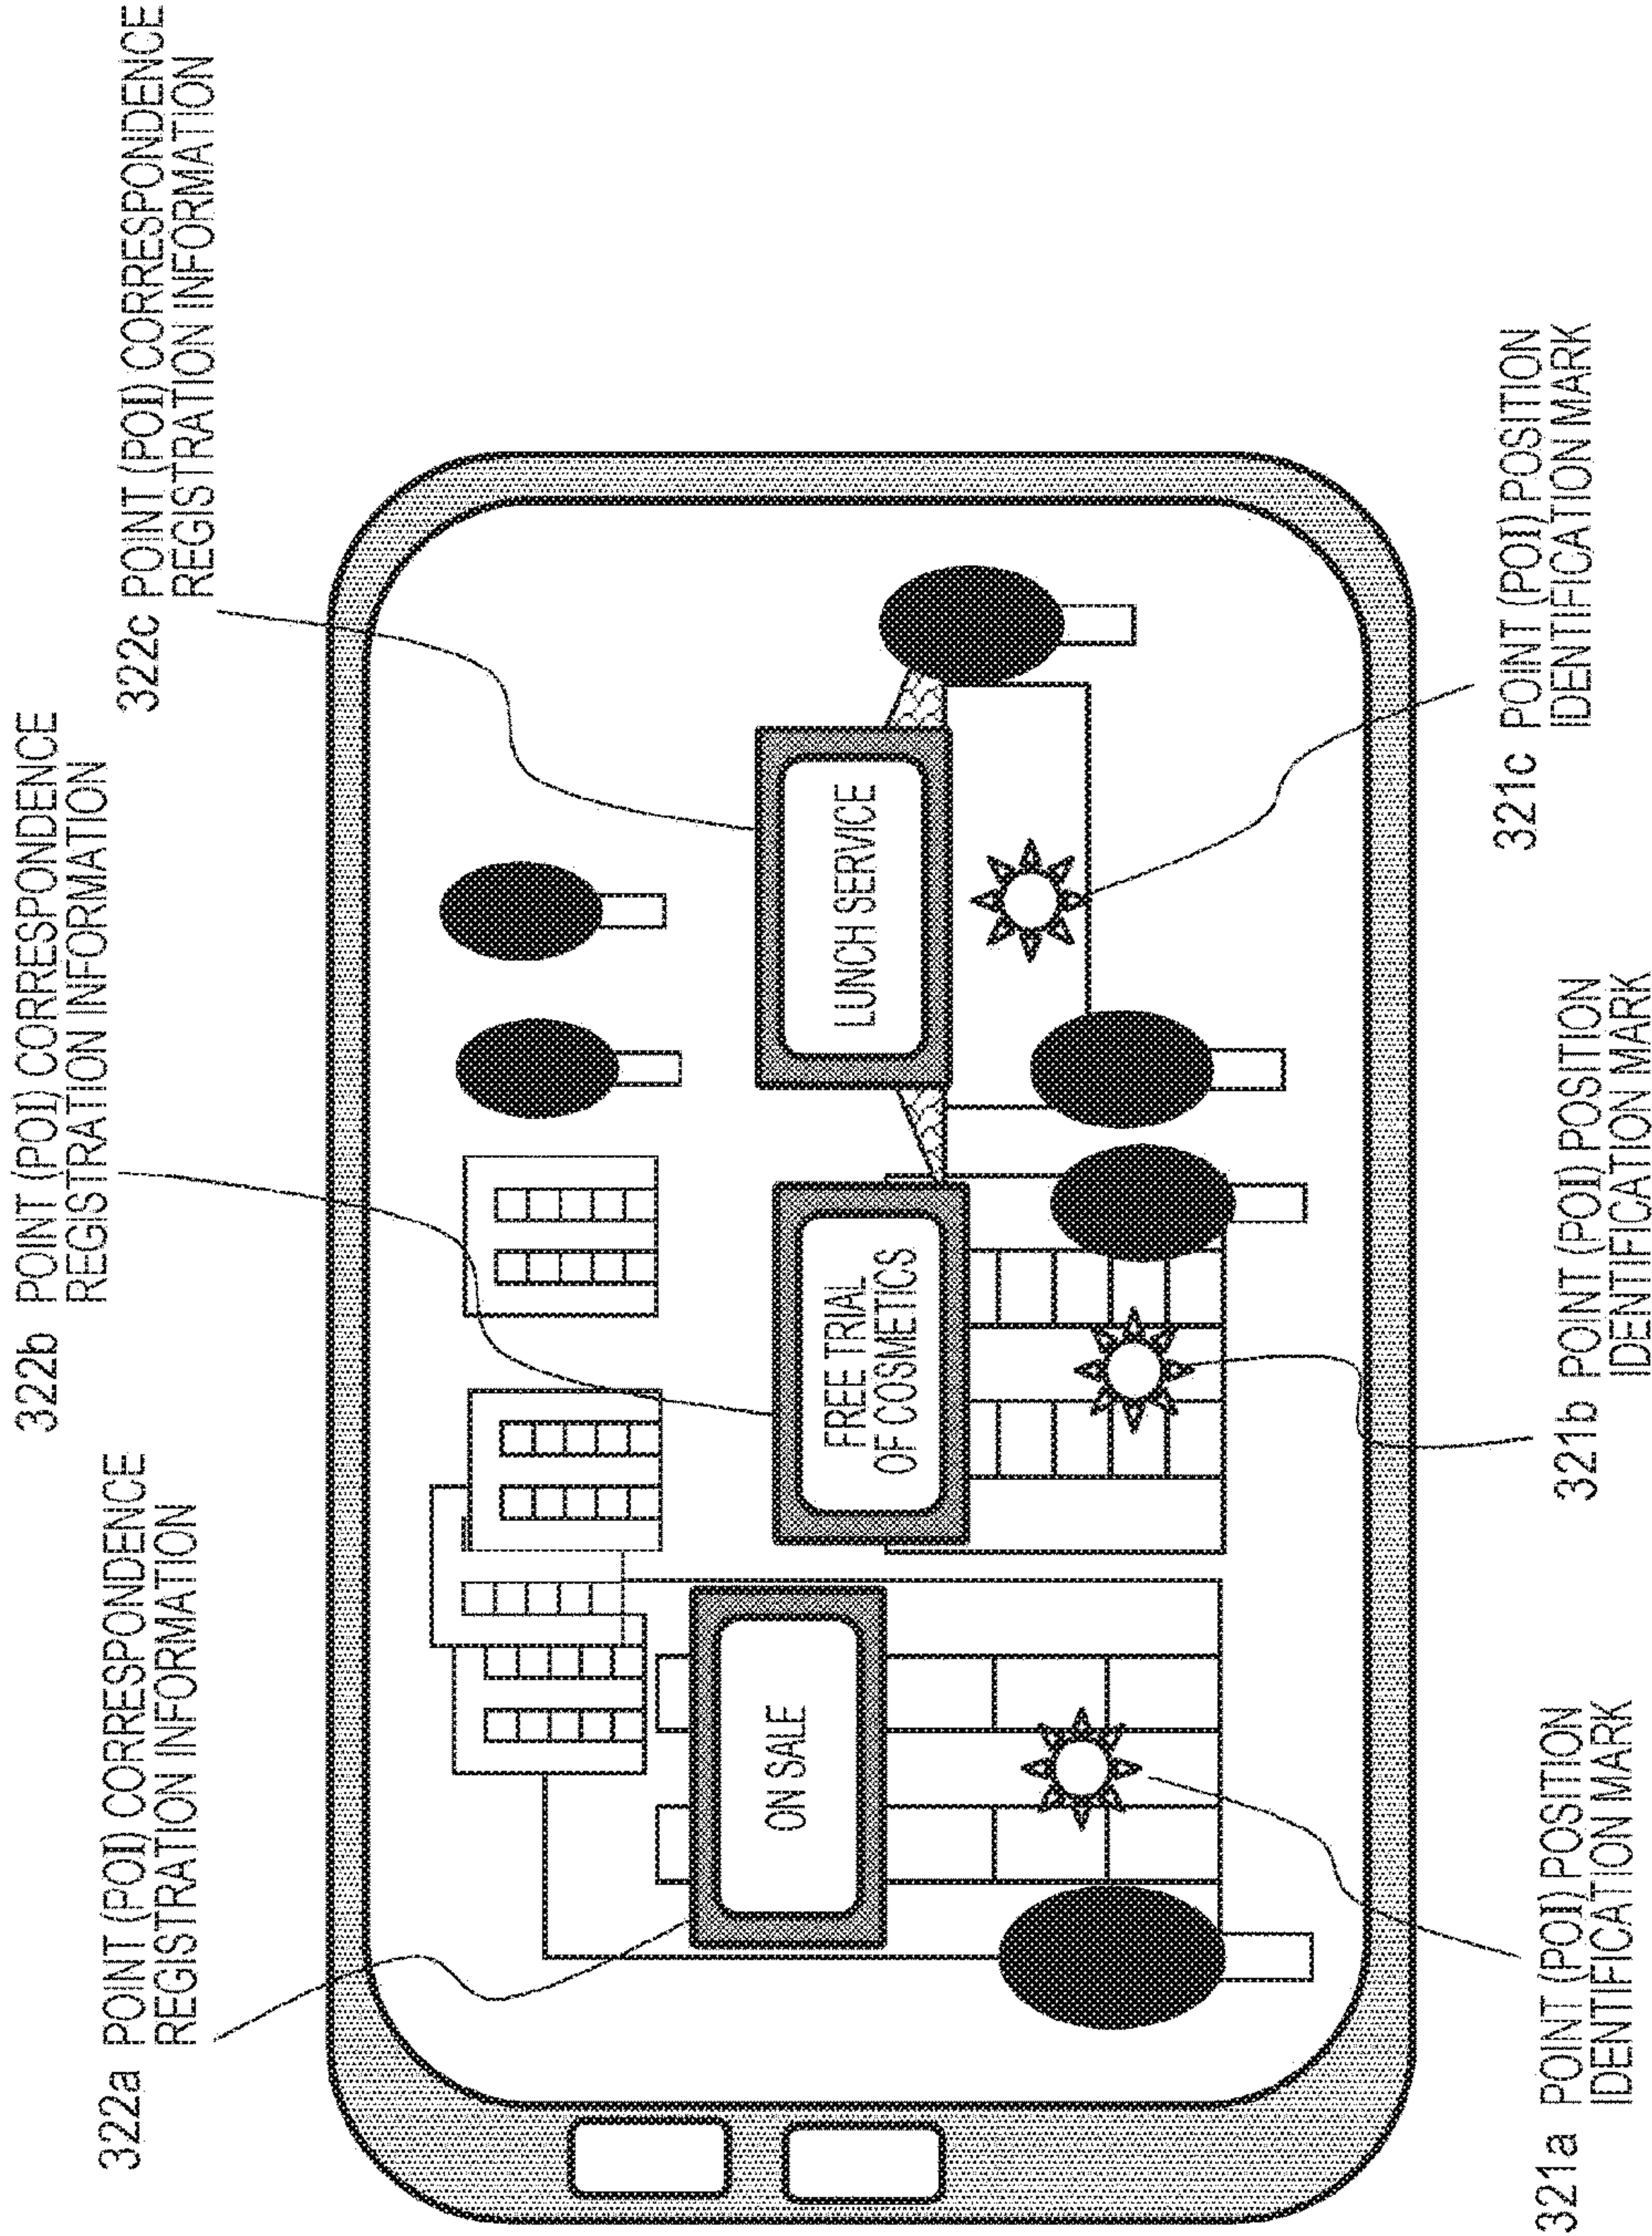 322a POINT (POI) CORRESPONDENCE
REGISTRATION INFORMATION
322b POINT (POI) CORRESPONDENCE
REGISTRATION INFORMATION
322c POINT (POI) CORRESPONDENCE
REGISTRATION INFORMATION
ON SALE
FREE TRIAL
OF COSMETICS
LUNCH SERVICE
321a POINT (POI) POSITION
IDENTIFICATION MARK
321b POINT (POI) POSITION
IDENTIFICATION MARK
321c POINT (POI) POSITION
IDENTIFICATION MARK